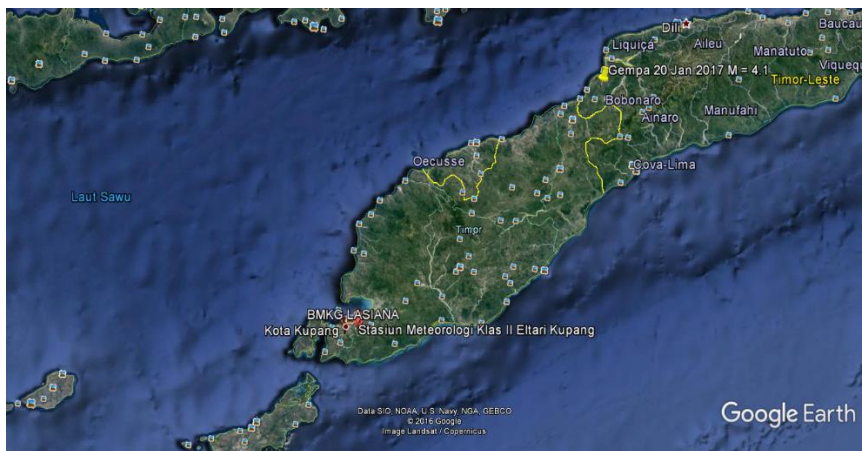 Dili
Liquiça
Aileu
Baucau
Manatuto
Gempa 20 Jan 2017 M = 4.1
Viquequ
Timor-Leste
Bobonaro
Manufahi
Ainaro
Oecusse
Cova-Lima
Laut Sawu
Timor
BMKG LASIANA
Kota Kupang
Stasiun Meteorologi Klas II Eltari Kupang
Data SIO, NOAA, U.S. Navy, NGA, GEBCO
© 2016 Google
Image Landsat / Copernicus
Google Earth